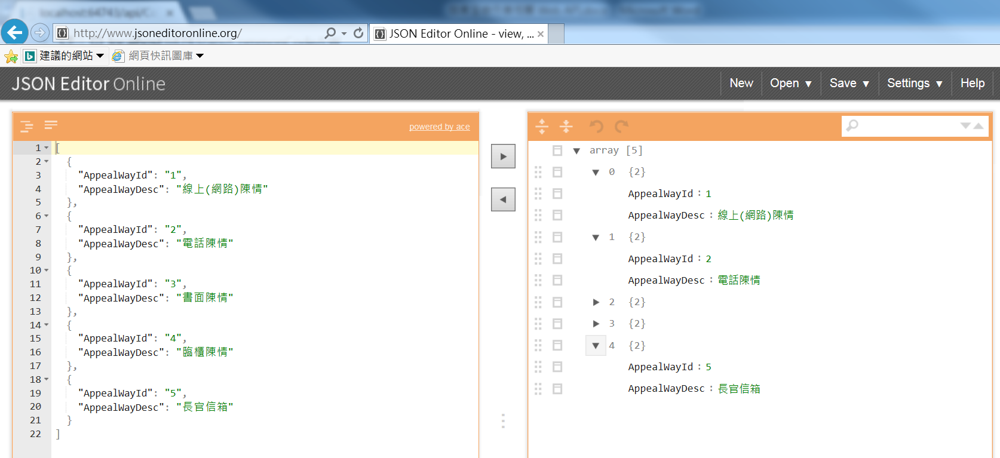 http://www.jsoneditoronline.org/
JSON Editor Online - view, ...
建議的網站
網頁快訊圖庫
JSON Editor Online
New
Open
Save
Settings
Help
powered by ace
1 [
2 {
3 "AppealWayId": "1",
4 "AppealWayDesc": "線上(網路)陳情"
5 },
6 {
7 "AppealWayId": "2",
8 "AppealWayDesc": "電話陳情"
9 },
10 {
11 "AppealWayId": "3",
12 "AppealWayDesc": "書面陳情"
13 },
14 {
15 "AppealWayId": "4",
16 "AppealWayDesc": "臨櫃陳情"
17 },
18 {
19 "AppealWayId": "5",
20 "AppealWayDesc": "長官信箱"
21 }
22 ]
array [5]
0 {2}
AppealWayId : 1
AppealWayDesc : 線上(網路)陳情
1 {2}
AppealWayId : 2
AppealWayDesc : 電話陳情
2 {2}
3 {2}
4 {2}
AppealWayId : 5
AppealWayDesc : 長官信箱